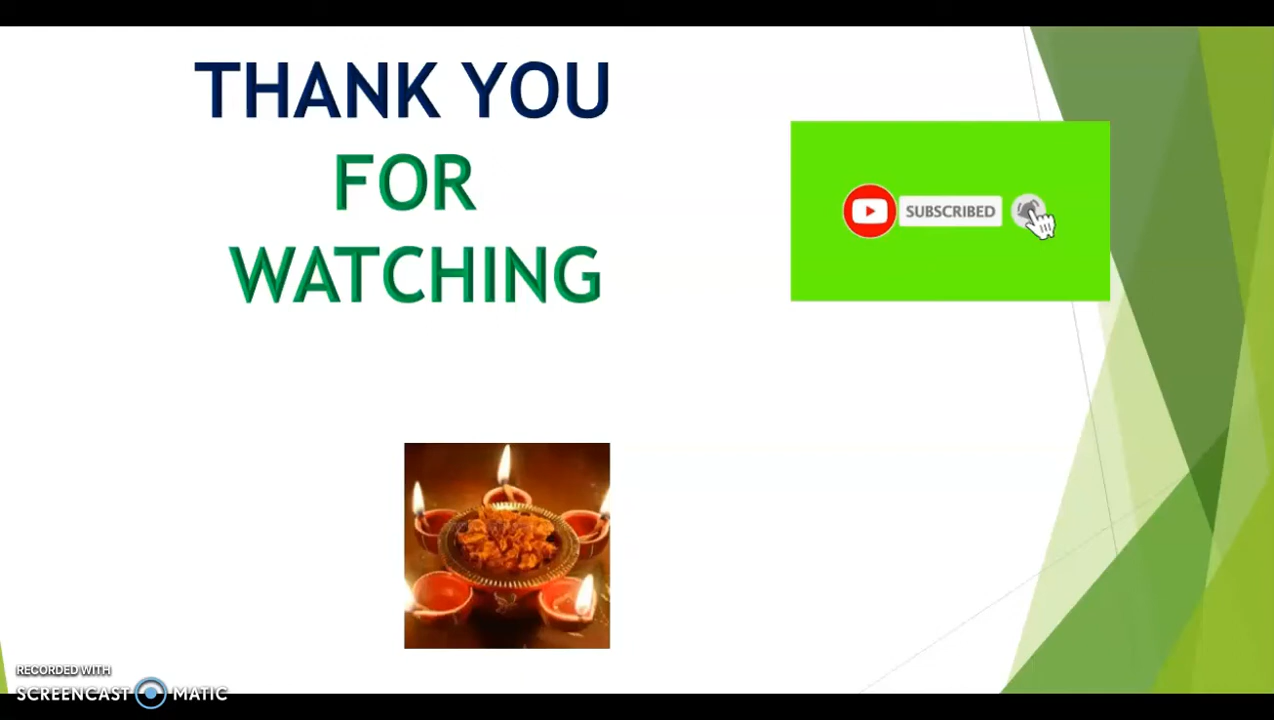 THANK YOU
FOR
WATCHING
SUBSCRIBED
RECORDED WITH
SCREENCAST MATIC